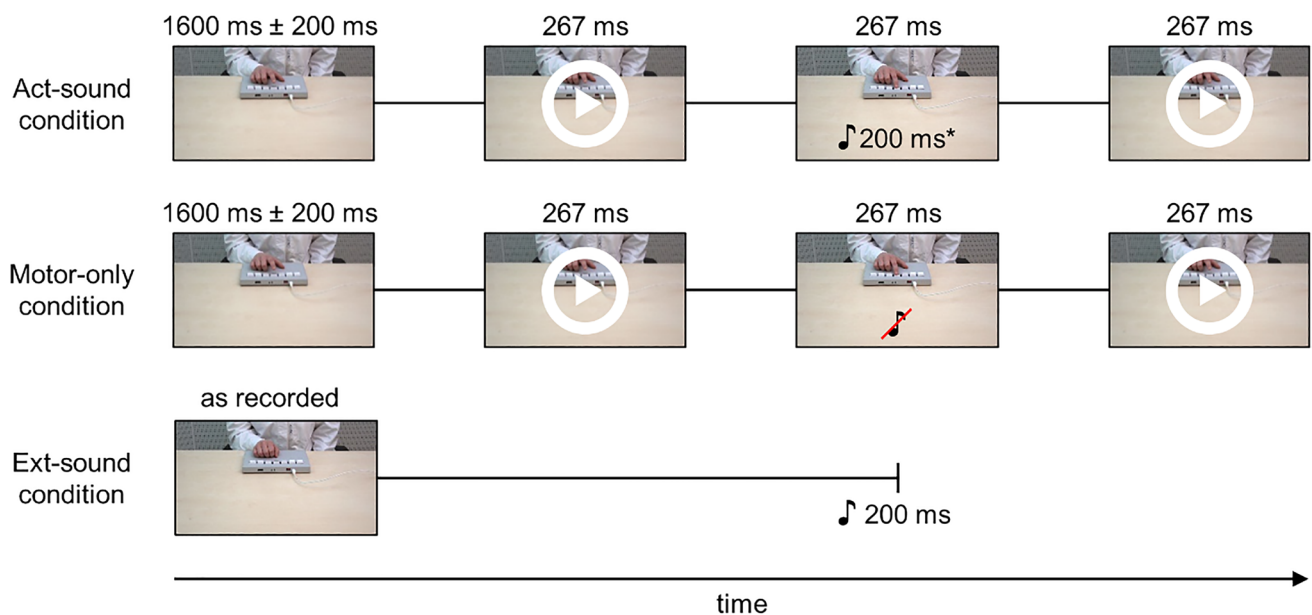 1600 ms ± 200 ms 267 ms 267 ms 267 ms
Act-sound
condition
♪ 200 ms*
1600 ms ± 200 ms 267 ms 267 ms 267 ms
Motor-only
condition
as recorded
Ext-sound
condition
♪ 200 ms
time